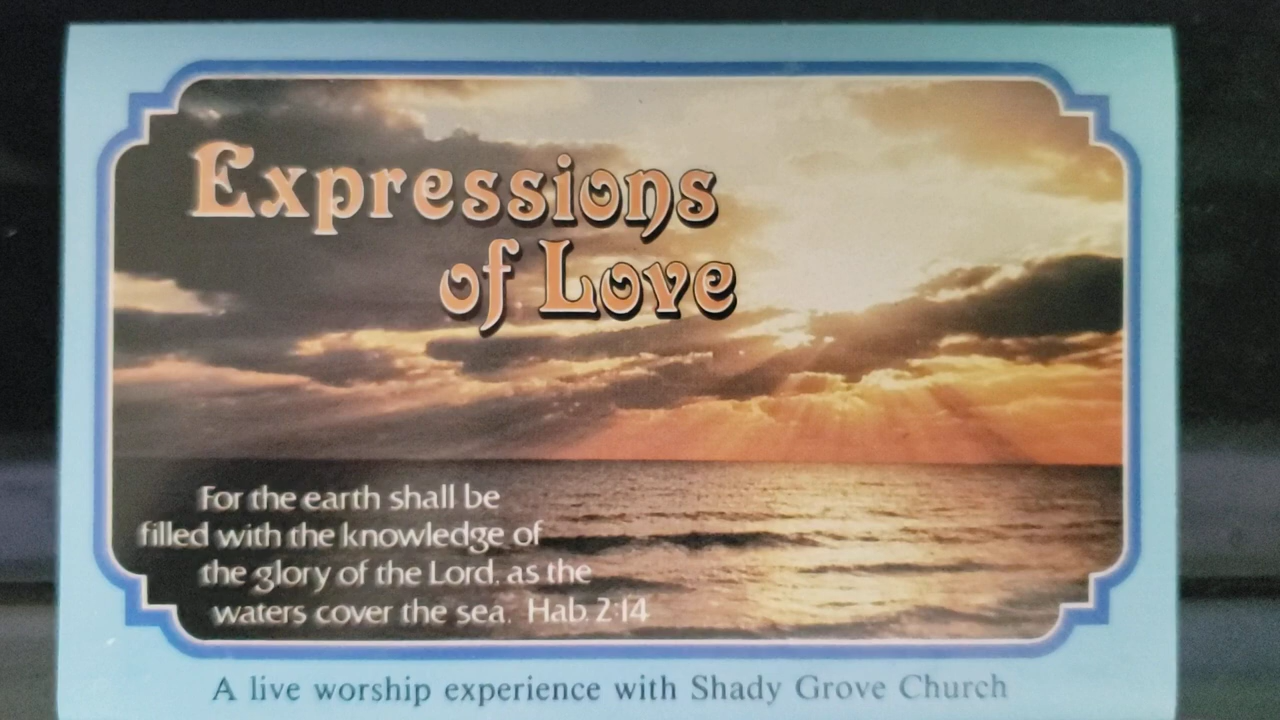 Expressions
of Love
For the earth shall be
filled with the knowledge of
the glory of the Lord, as the
waters cover the sea. Hab. 2:14
A live worship experience with Shady Grove Church